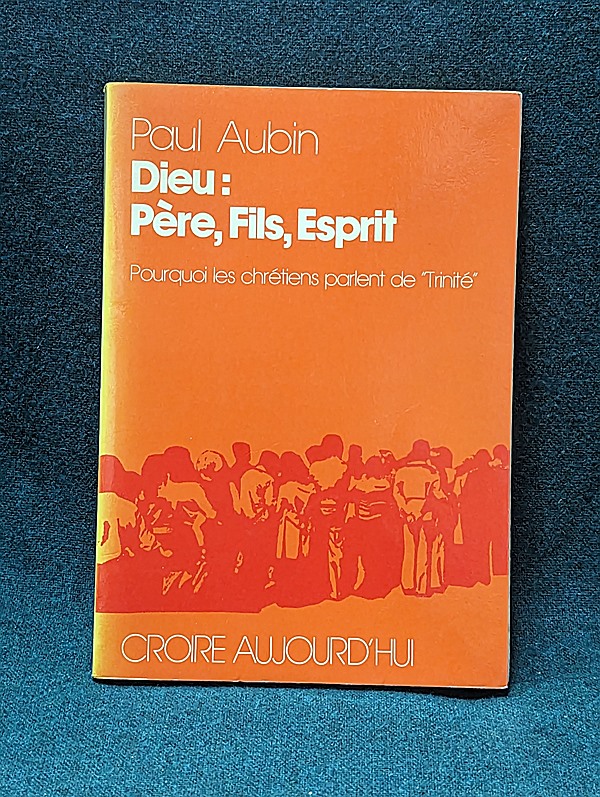 Paul Aubin
Dieu :
Père, Fils, Esprit
Pourquoi les chrétiens parlent de "Trinité"
CROIRE AUJOURD'HUI